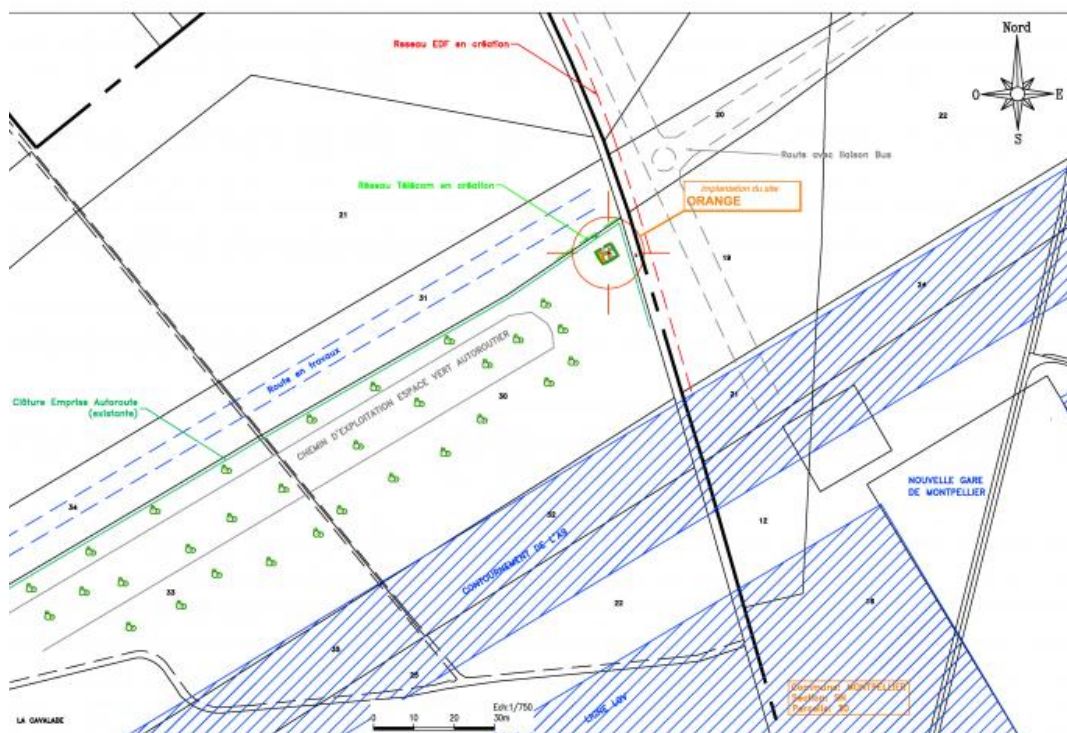 Nord
O
E
S
Reseau EDF en création
20
22
Route avec liaison Bus
Implantation du site
ORANGE
Réseau Télécom en création
21
19
31
24
Route en travaux
CHEMIN D'EXPLOITATION ESPACE VERT AUTOROUTIER
30
Clôture Emprise Autoroute
(existante)
21
NOUVELLE GARE
DE MONTPELLIER
34
32
12
CONTOURNEMENT DE L'A9
33
22
18
35
LIGNE LGV
Commune: MONTPELLIER
Parcelle: 30
LA CAVALADE
Ech:1/750
0 10 20 30m